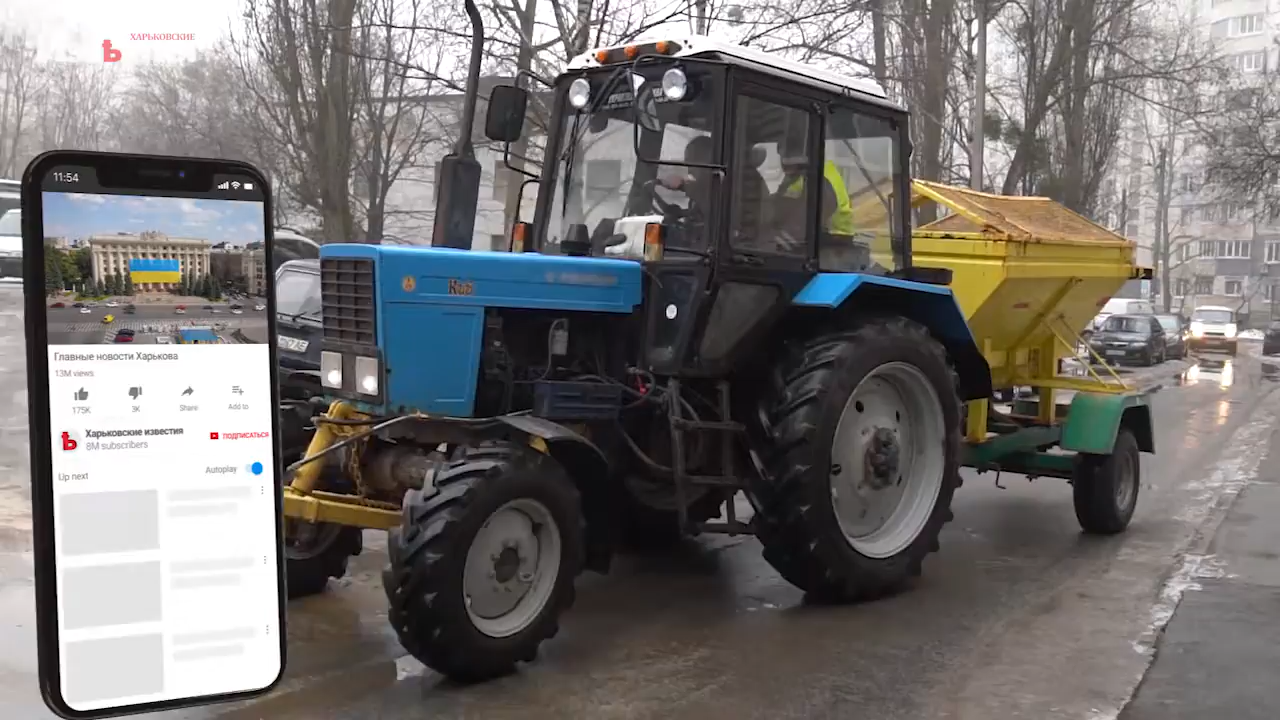 ХАРЬКОВСКИЕ
Ъ
11:54
Главные новости Харькова
13M views
175K
3K
Share
Add to
Ъ
Харьковские известия
8M subscribers
ПОДПИСАТЬСЯ
Up next
Autoplay